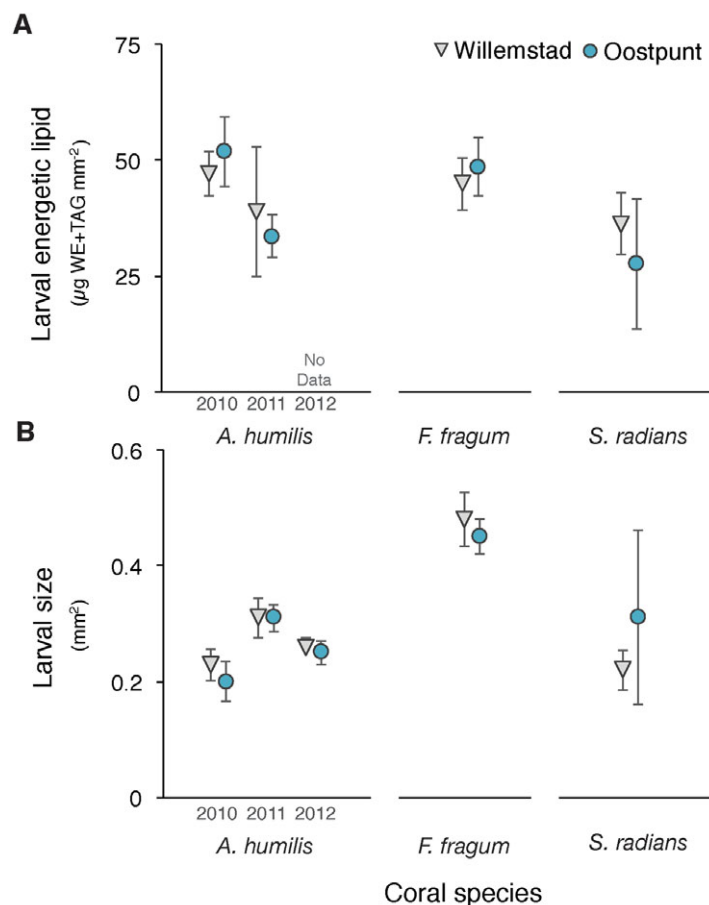 A
75
Willemstad Oostpunt
50
25
0
Larval energetic lipid
(µg WE+TAG mm⁻²)
No
Data
2010 2011 2012
A. humilis F. fragum S. radians
B
0.6
0.4
0.2
0
Larval size
(mm²)
2010 2011 2012
A. humilis F. fragum S. radians
Coral species